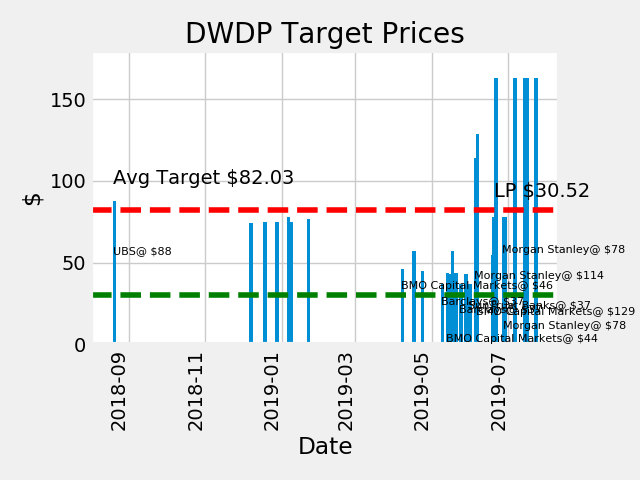 DWDP Target Prices
$
150
100
50
0
Avg Target $82.03
LP $30.52
UBS@ $88
Morgan Stanley@ $78
Morgan Stanley@ $114
BMO Capital Markets@ $46
Barclays@ $37
Banks@ $37
BMO Capital Markets@ $129
Morgan Stanley@ $78
BMO Capital Markets@ $44
2018-09
2018-11
2019-01
2019-03
2019-05
2019-07
Date